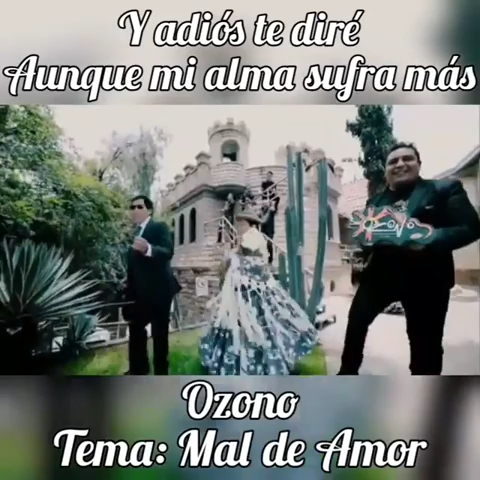 Y adiós te diré
Aunque mi alma sufra más
Ozono
Tema: Mal de Amor